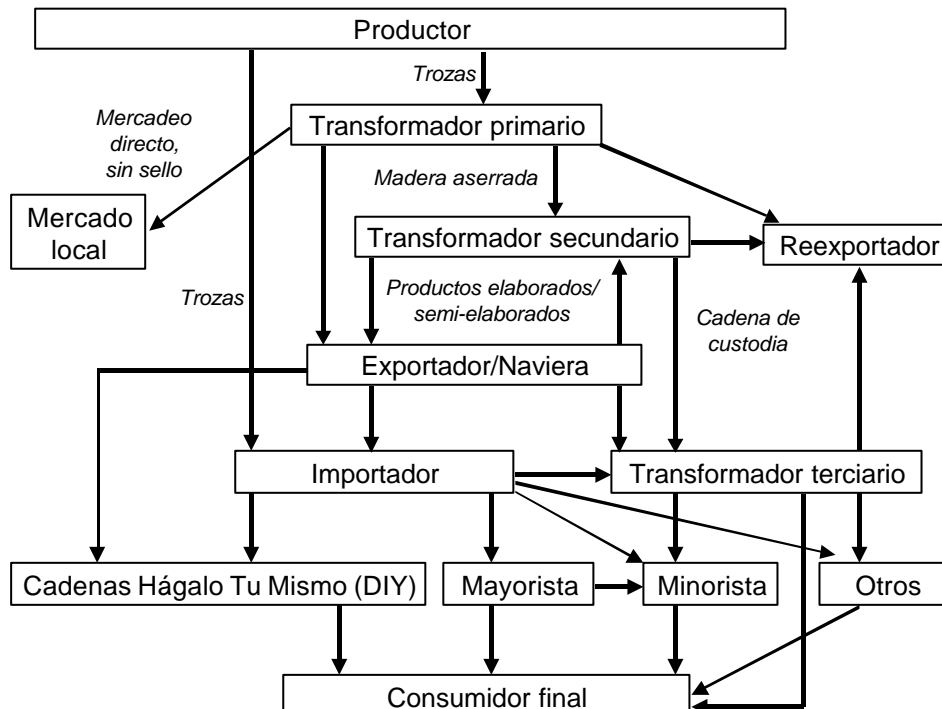 Productor
Trozas
Mercadeo
directo,
sin sello
Transformador primario
Madera aserrada
Mercado
local
Transformador secundario
Reexportador
Trozas
Productos elaborados/
semi-elaborados
Cadena de
custodia
Exportador/Naviera
Importador
Transformador terciario
Cadenas Hágalo Tu Mismo (DIY)
Mayorista
Minorista
Otros
Consumidor final